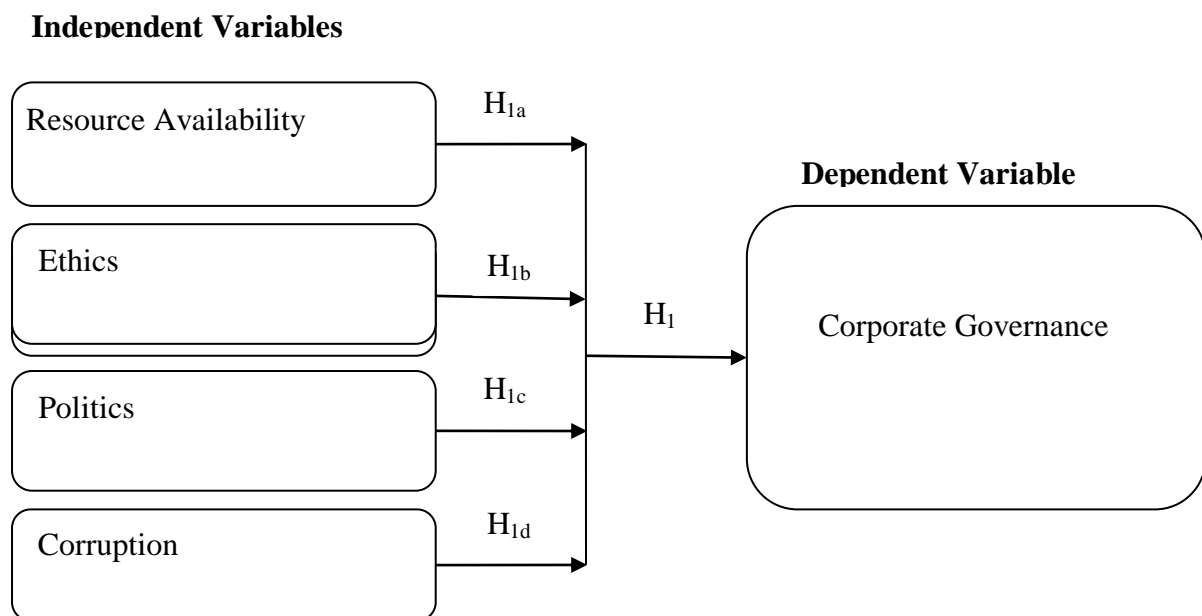 Independent Variables
Resource Availability
H1a
Dependent Variable
Ethics
H1b
H1
Corporate Governance
Politics
H1c
Corruption
H1d